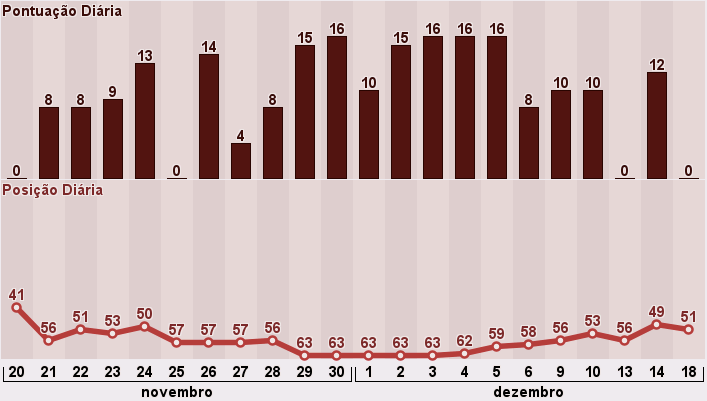 Pontuação Diária
0 8 8 9 13 0 14 4 8 15 16 10 15 16 16 16 8 10 10 0 12 0
Posição Diária
41 56 51 53 50 57 57 57 56 63 63 63 63 63 62 59 58 56 53 56 49 51
20 21 22 23 24 25 26 27 28 29 30 1 2 3 4 5 6 9 10 13 14 18
novembro dezembro